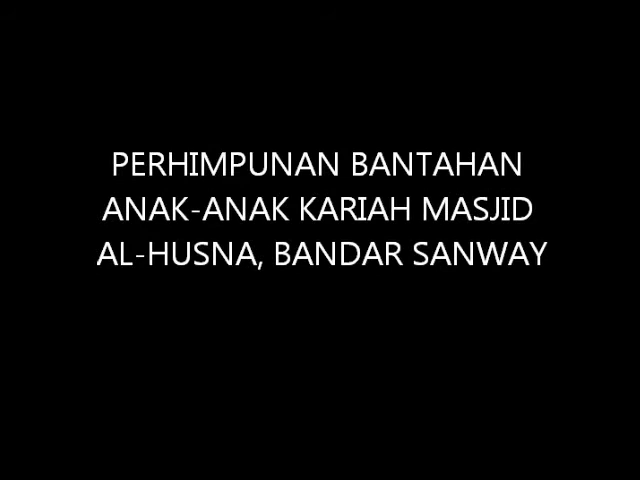 PERHIMPUNAN BANTAHAN
ANAK-ANAK KARIAH MASJID
AL-HUSNA, BANDAR SANWAY